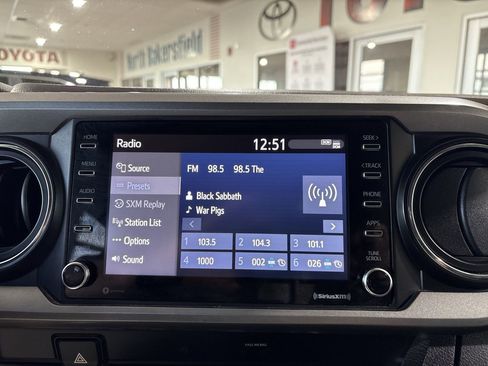 TOYOTA
North Bakersfield
TOYOTA
HOME
MENU
AUDIO
SEEK >
< TRACK
PHONE
APPS
TUNE
SCROLL
Radio
12:51
Source
Presets
SXM Replay
Station List
Options
Sound
FM 98.5 98.5 The
Black Sabbath
War Pigs
< >
1 103.5
2 104.3
3 101.1
4 1000
5 002
6 026
((SiriusXM))